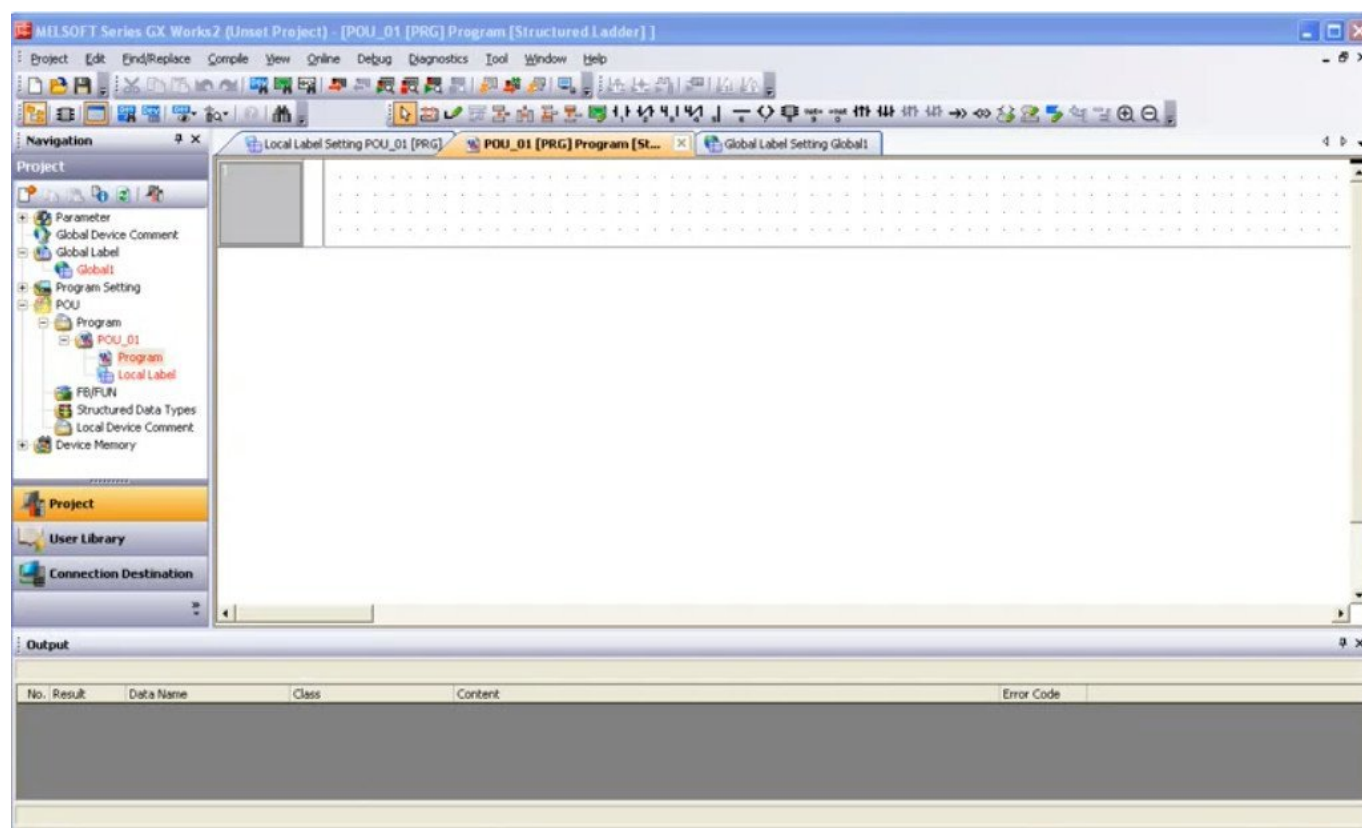 MELSOFT Series GX Works2 (Unset Project) - [POU_01 [PRG] Program [Structured Ladder] ]
Project Edit Find/Replace Compile View Online Debug Diagnostics Tool Window Help
Navigation
Local Label Setting POU_01 [PRG] POU_01 [PRG] Program [St... Global Label Setting Global1
Project
1
Parameter
Global Device Comment
Global Label
Global1
Program Setting
POU
Program
POU_01
Program
Local Label
FB/FUN
Structured Data Types
Local Device Comment
Device Memory
Project
User Library
Connection Destination
Output
No. Result Data Name Class Content Error Code